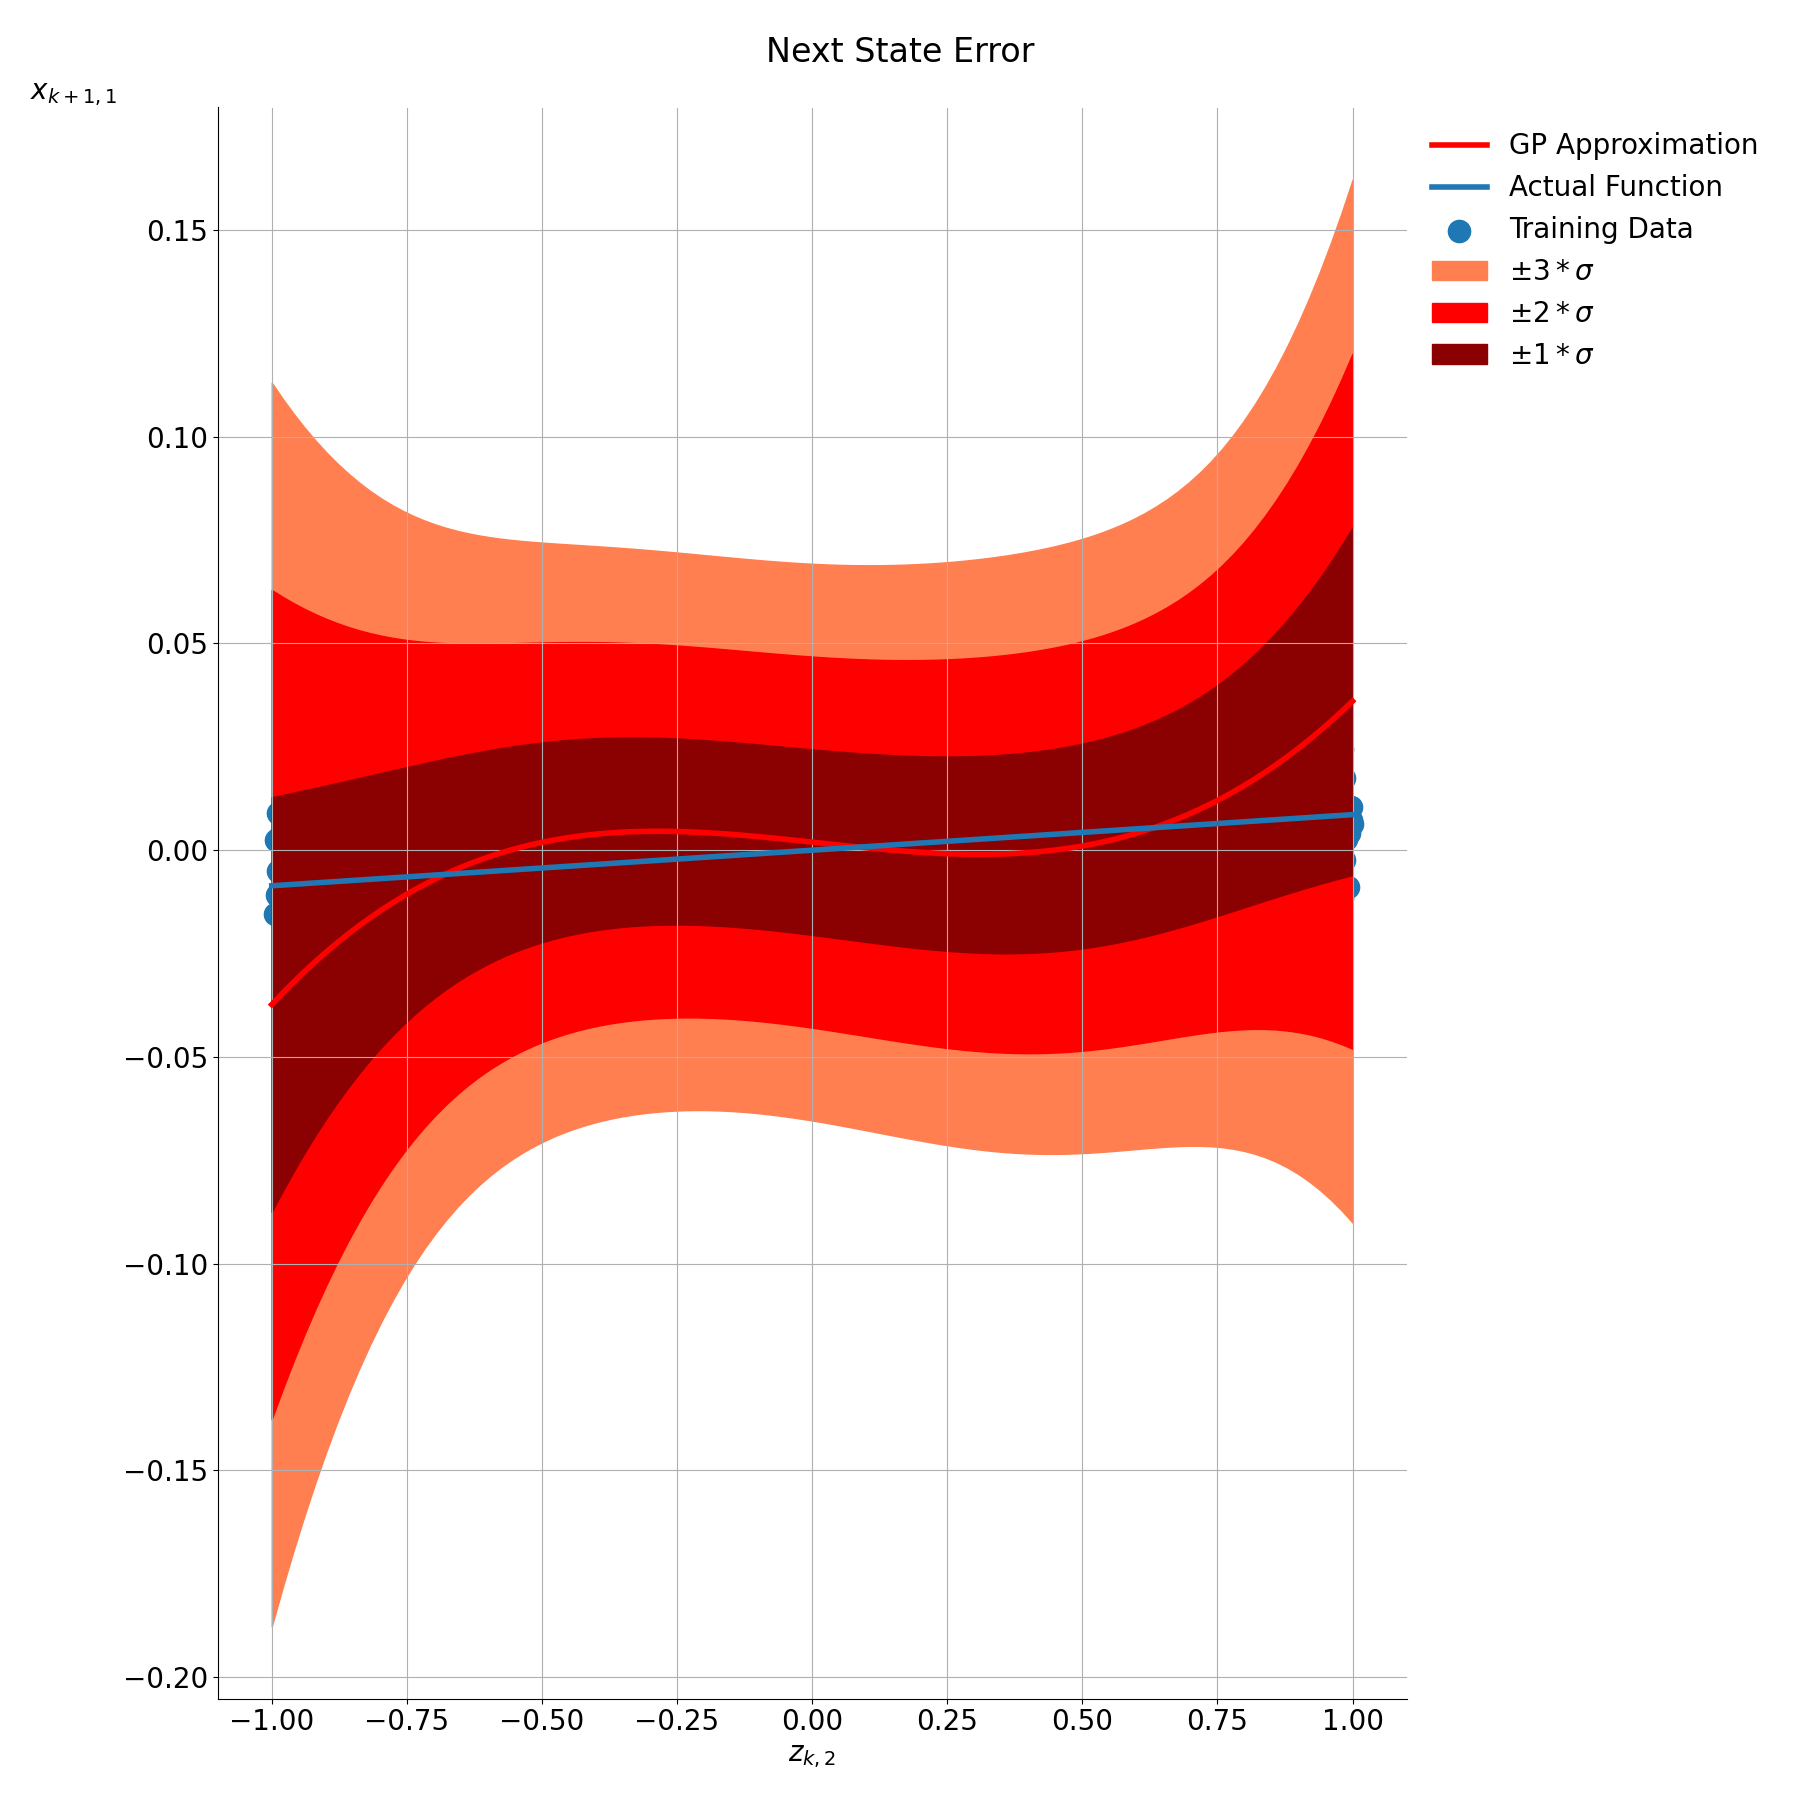 Next State Error
x_{k+1,1}
GP Approximation
Actual Function
Training Data
±3 * σ
±2 * σ
±1 * σ
0.15
0.10
0.05
0.00
−0.05
−0.10
−0.15
−0.20
−1.00 −0.75 −0.50 −0.25 0.00 0.25 0.50 0.75 1.00
z_{k,2}